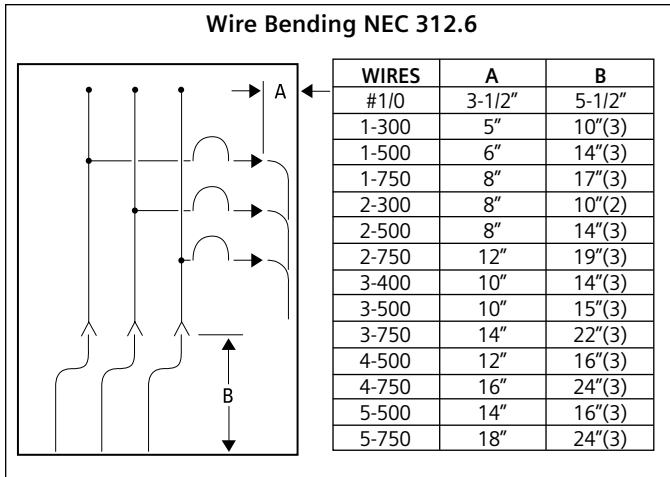 Wire Bending NEC 312.6
A
B
WIRES A B
#1/0 3-1/2” 5-1/2”
1-300 5” 10”(3)
1-500 6” 14”(3)
1-750 8” 17”(3)
2-300 8” 10”(2)
2-500 8” 14”(3)
2-750 12” 19”(3)
3-400 10” 14”(3)
3-500 10” 15”(3)
3-750 14” 22”(3)
4-500 12” 16”(3)
4-750 16” 24”(3)
5-500 14” 16”(3)
5-750 18” 24”(3)